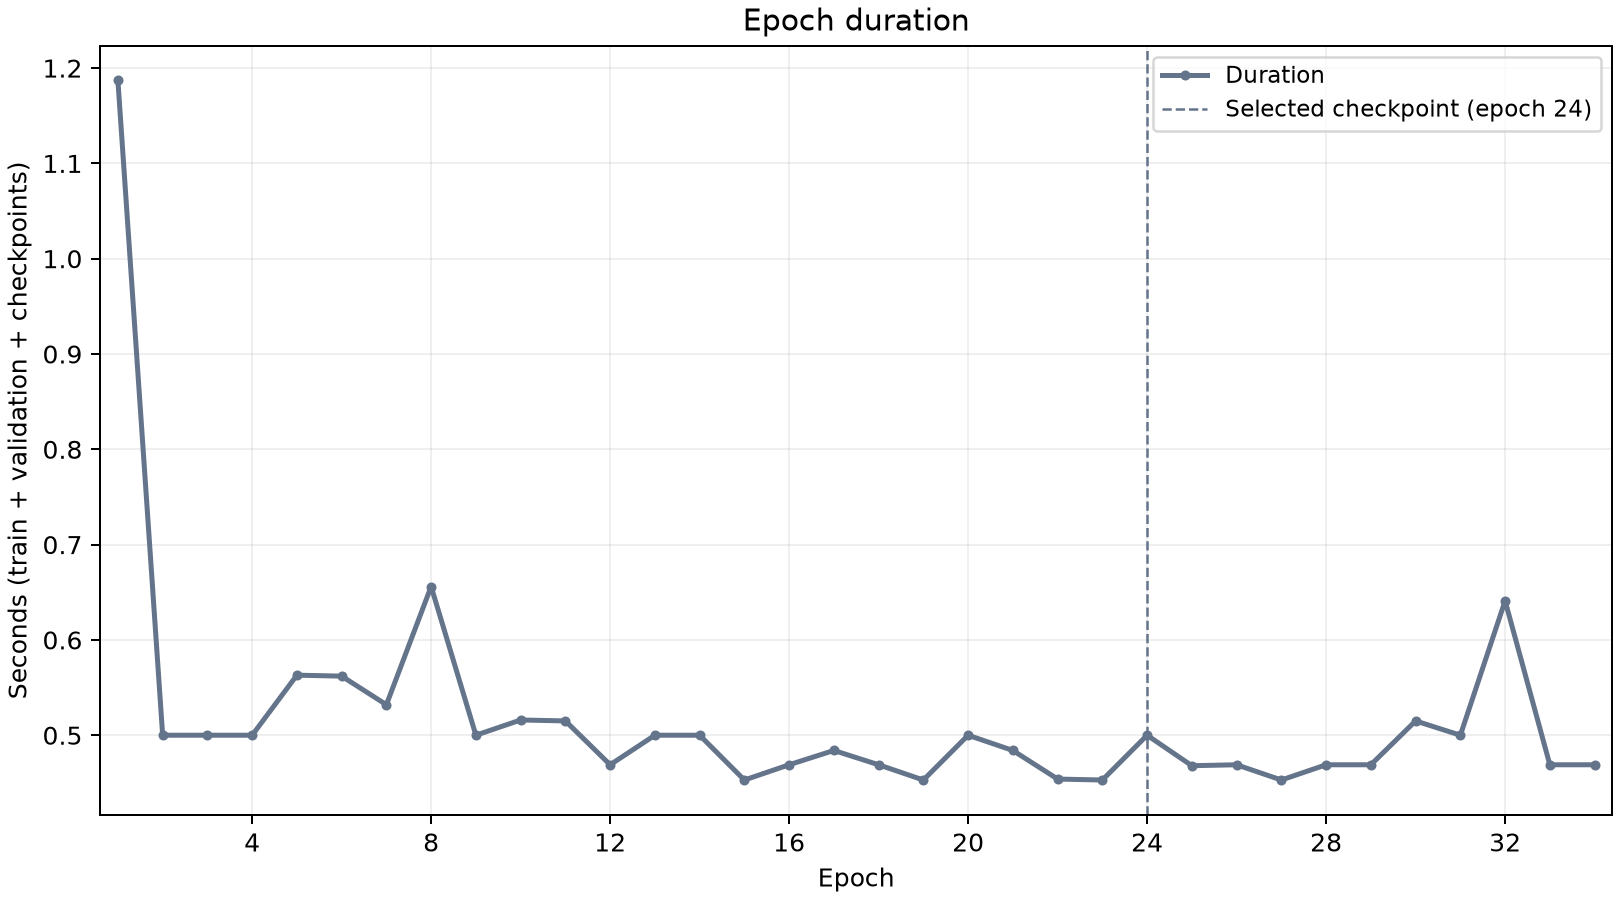 Epoch duration
Seconds (train + validation + checkpoints)
1.2
1.1
1.0
0.9
0.8
0.7
0.6
0.5
Duration
Selected checkpoint (epoch 24)
4 8 12 16 20 24 28 32
Epoch